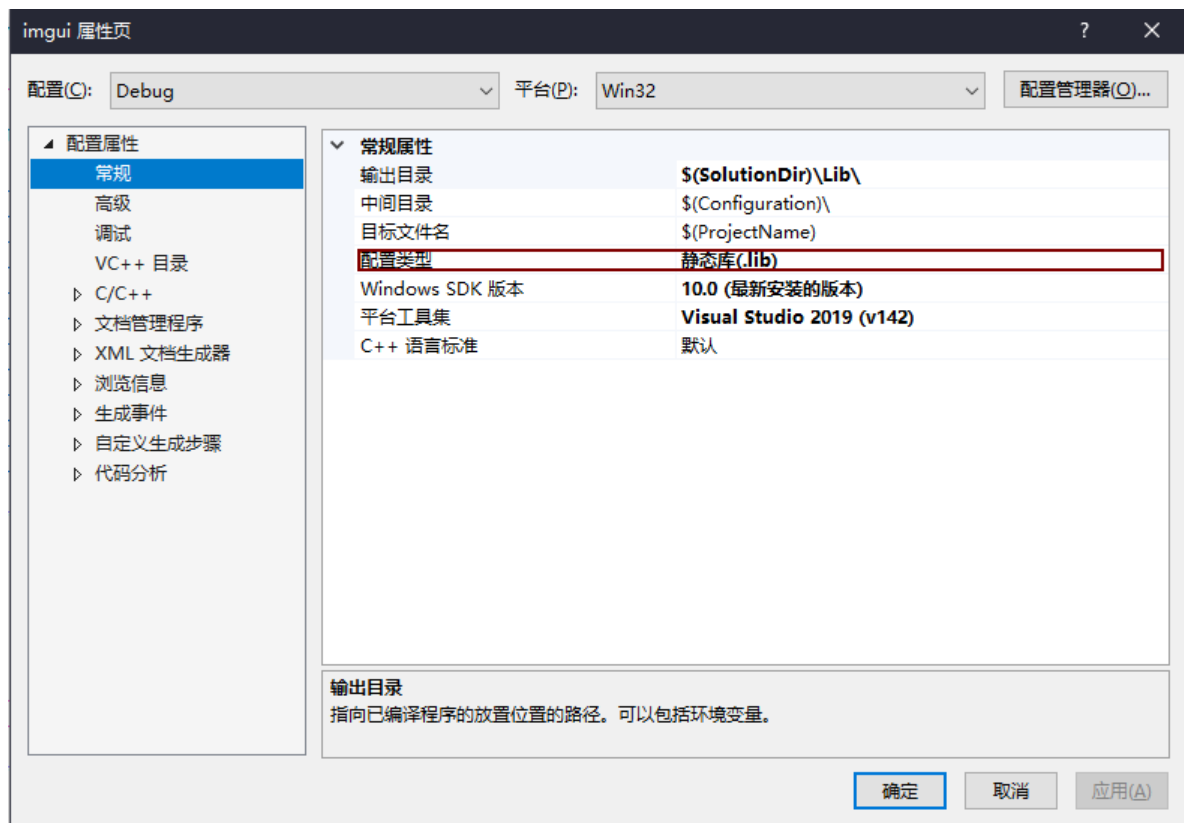 imgui 属性页
配置(C): Debug 平台(P): Win32 配置管理器(O)...
配置属性
常规
高级
调试
VC++ 目录
C/C++
文档管理程序
XML 文档生成器
浏览信息
生成事件
自定义生成步骤
代码分析
常规属性
输出目录 $(SolutionDir)\Lib\
中间目录 $(Configuration)\
目标文件名 $(ProjectName)
配置类型 静态库(.lib)
Windows SDK 版本 10.0 (最新安装的版本)
平台工具集 Visual Studio 2019 (v142)
C++ 语言标准 默认
输出目录
指向已编译程序的放置位置的路径。可以包括环境变量。
确定 取消 应用(A)